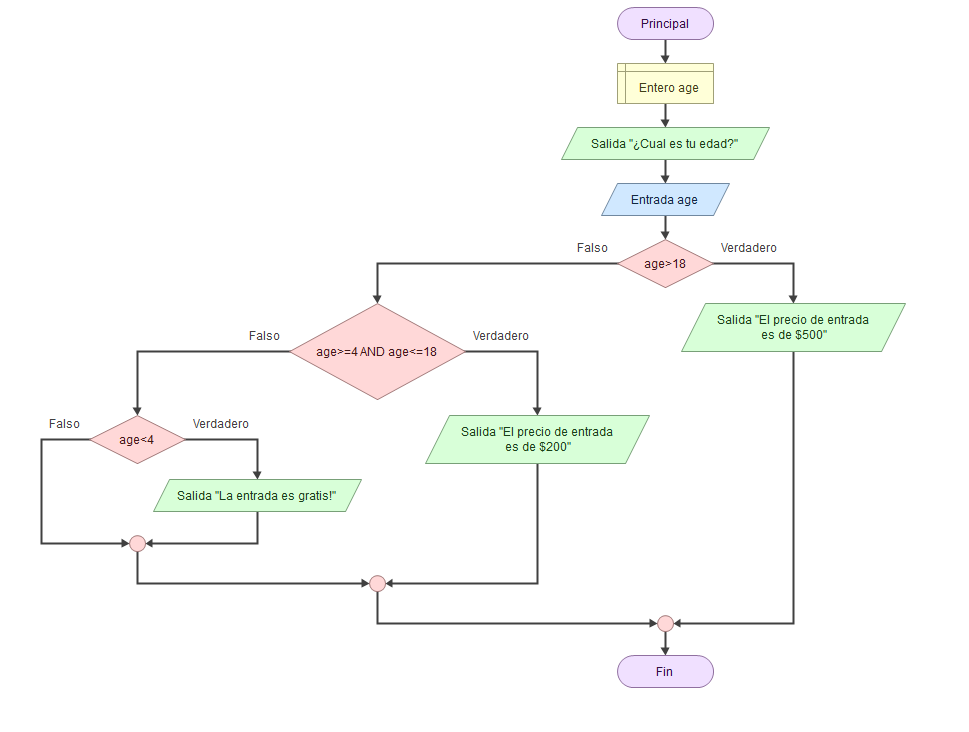 Principal
Entero age
Salida "¿Cual es tu edad?"
Entrada age
Falso
Verdadero
age>18
Salida "El precio de entrada
es de $500"
Falso
Verdadero
age>=4 AND age<=18
Salida "El precio de entrada
es de $200"
Falso
Verdadero
age<4
Salida "La entrada es gratis!"
Fin